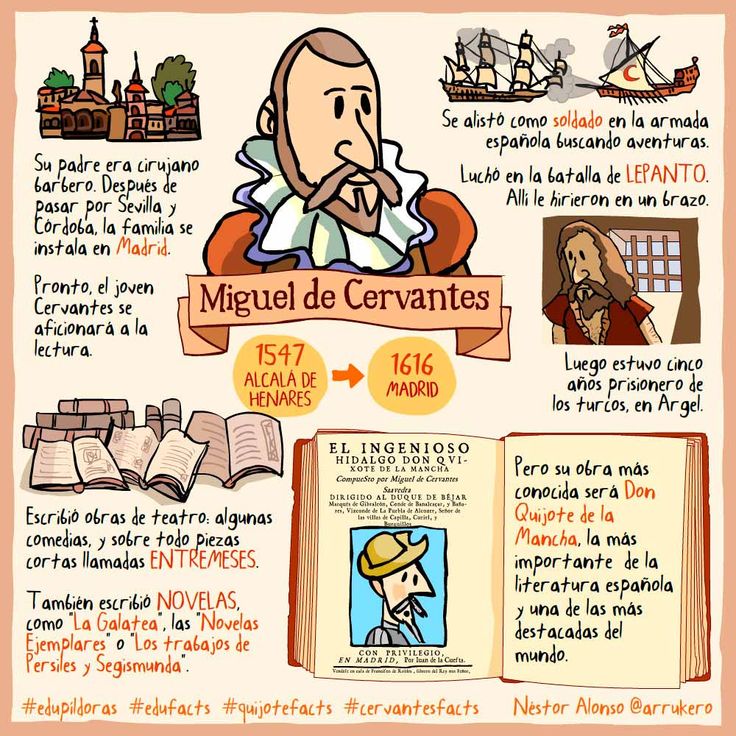 Su padre era cirujano
barbero. Después de
pasar por Sevilla y
Córdoba, la familia se
instala en Madrid.
Pronto, el joven
Cervantes se
aficionará a la
lectura.
Miguel de Cervantes
1547
ALCALÁ DE
HENARES
1616
MADRID
Se alistó como soldado en la armada
española buscando aventuras.
Luchó en la batalla de LEPANTO.
Allí le hirieron en un brazo.
Luego estuvo cinco
años prisionero de
los turcos, en Argel.
Escribió obras de teatro: algunas
comedias, y sobre todo piezas
cortas llamadas ENTREMESES.
También escribió NOVELAS,
como "La Galatea", las "Novelas
Ejemplares" o "Los trabajos de
Persiles y Segismunda".
EL INGENIOSO
HIDALGO DON QVI-
XOTE DE LA MANCHA
Compuesto por Miguel de Cervantes
Saavedra
DIRIGIDO AL DUQUE DE BÉJAR
Marques de Gibraleón, Conde de Banalcaçar, y Baña-
res, Vizconde de La Puebla de Alcozer, Señor de
las villas de Capilla, Curiel, y
Burguillos
CON PRIVILEGIO,
EN MADRID, Por Iuan de la Cuesta.
Vendese en casa de Francisco de Robles, librero del Rey nro Señor.
Pero su obra más
conocida será Don
Quijote de la
Mancha, la más
importante de la
literatura española
y una de las más
destacadas del
mundo.
#edupildoras #edufacts #quijotefacts #cervantesfacts Néstor Alonso @arrukero